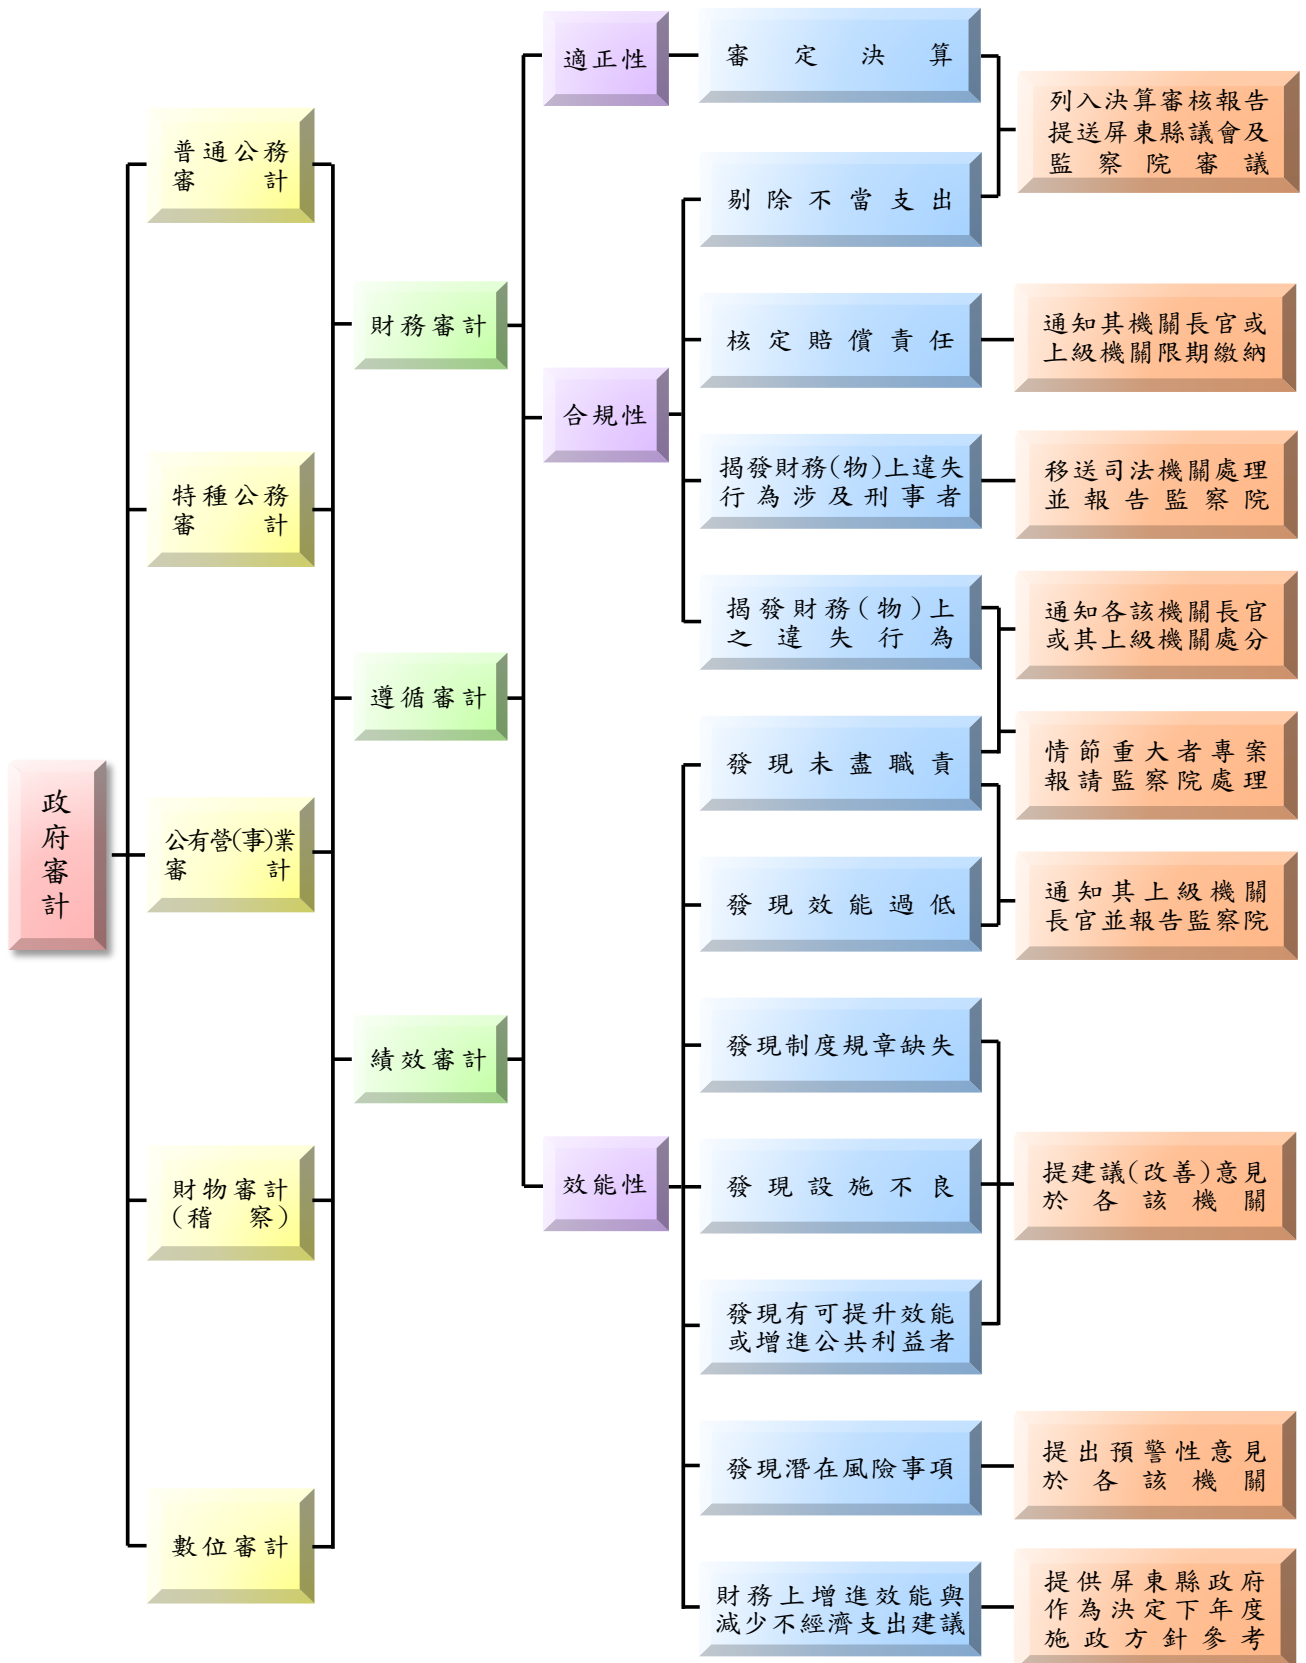 政府審計
普通公務
審計
特種公務
審計
公有營(事)業
審計
財物審計
(稽察)
數位審計
財務審計
遵循審計
績效審計
適正性
合規性
效能性
審定決算
剔除不當支出
核定賠償責任
揭發財務(物)上違失
行為涉及刑事者
揭發財務(物)上
之違失行為
發現未盡職責
發現效能過低
發現制度規章缺失
發現設施不良
發現有可提升效能
或增進公共利益者
發現潛在風險事項
財務上增進效能與
減少不經濟支出建議
列入決算審核報告
提送屏東縣議會及
監察院審議
通知其機關長官或
上級機關限期繳納
移送司法機關處理
並報告監察院
通知各該機關長官
或其上級機關處分
情節重大者專案
報請監察院處理
通知其上級機關
長官並報告監察院
提建議(改善)意見
於各該機關
提出預警性意見
於各該機關
提供屏東縣政府
作為決定下年度
施政方針參考